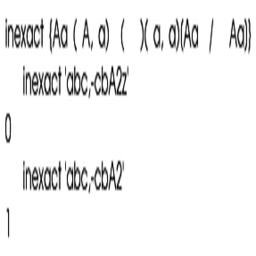 inexact {Aa ( A, a) ( )( a, a)(Aa / Aa)}
inexact 'abc,-cbA2z'
0
inexact 'abc,-cbA2'
1